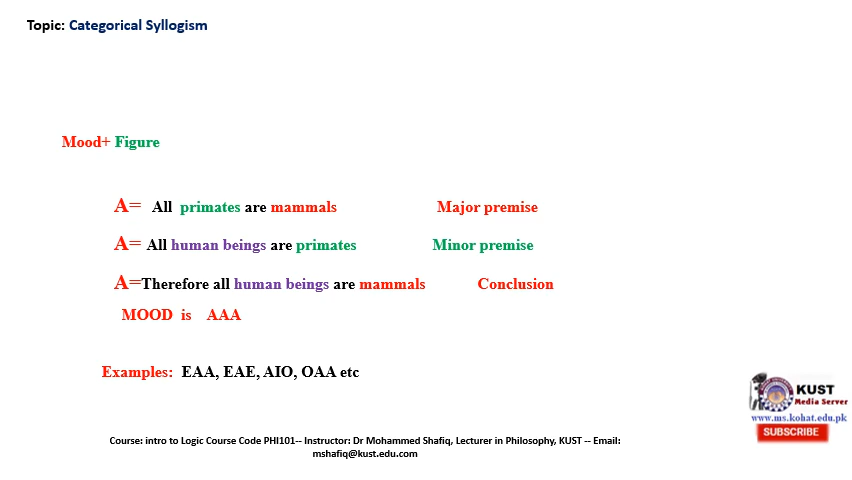 Topic: Categorical Syllogism
Mood+ Figure
A= All primates are mammals Major premise
A= All human beings are primates Minor premise
A=Therefore all human beings are mammals Conclusion
MOOD is AAA
Examples: EAA, EAE, AIO, OAA etc
KUST
Media Server
www.ms.kohat.edu.pk
SUBSCRIBE
Course: intro to Logic Course Code PHI101-- Instructor: Dr Mohammed Shafiq, Lecturer in Philosophy, KUST -- Email:
mshafiq@kust.edu.com